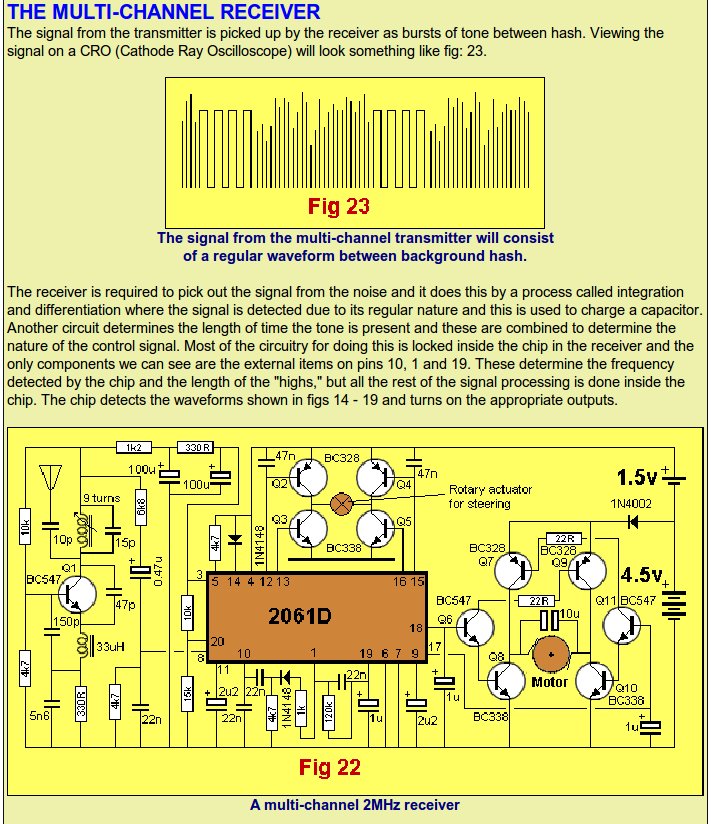 THE MULTI-CHANNEL RECEIVER
The signal from the transmitter is picked up by the receiver as bursts of tone between hash. Viewing the
signal on a CRO (Cathode Ray Oscilloscope) will look something like fig: 23.
Fig 23
The signal from the multi-channel transmitter will consist
of a regular waveform between background hash.
The receiver is required to pick out the signal from the noise and it does this by a process called integration
and differentiation where the signal is detected due to its regular nature and this is used to charge a capacitor.
Another circuit determines the length of time the tone is present and these are combined to determine the
nature of the control signal. Most of the circuitry for doing this is locked inside the chip in the receiver and the
only components we can see are the external items on pins 10, 1 and 19. These determine the frequency
detected by the chip and the length of the "highs," but all the rest of the signal processing is done inside the
chip. The chip detects the waveforms shown in figs 14 - 19 and turns on the appropriate outputs.
1k2 330R
47n BC328
100u + + 100u
Q2 Q4 47n
1.5v +
9 turns
6k8
Rotary actuator
for steering
1N4002
10k 10p 15p
Q3 Q5
4k7 1N4148
BC338
22R
BC328 BC328
Q7 Q9
4.5v +
Q1
BC547
+ 0.47u
3
5 14 4 12 13 16 15
BC547
22R
Q11 BC547
47p
10k
2061D
18
Q6
10u
150p
33uH
20
8
10 1 19 6 7 9
17
Q8
Motor
Q10
BC338
11
4k7 5n6 330R 4k7 22n 15k
+ 2u2 22n 22n
4k7 1N4148 1k 120k 22n
+ 1u + 2u2 + 1u
BC338
1u +
Fig 22
A multi-channel 2MHz receiver